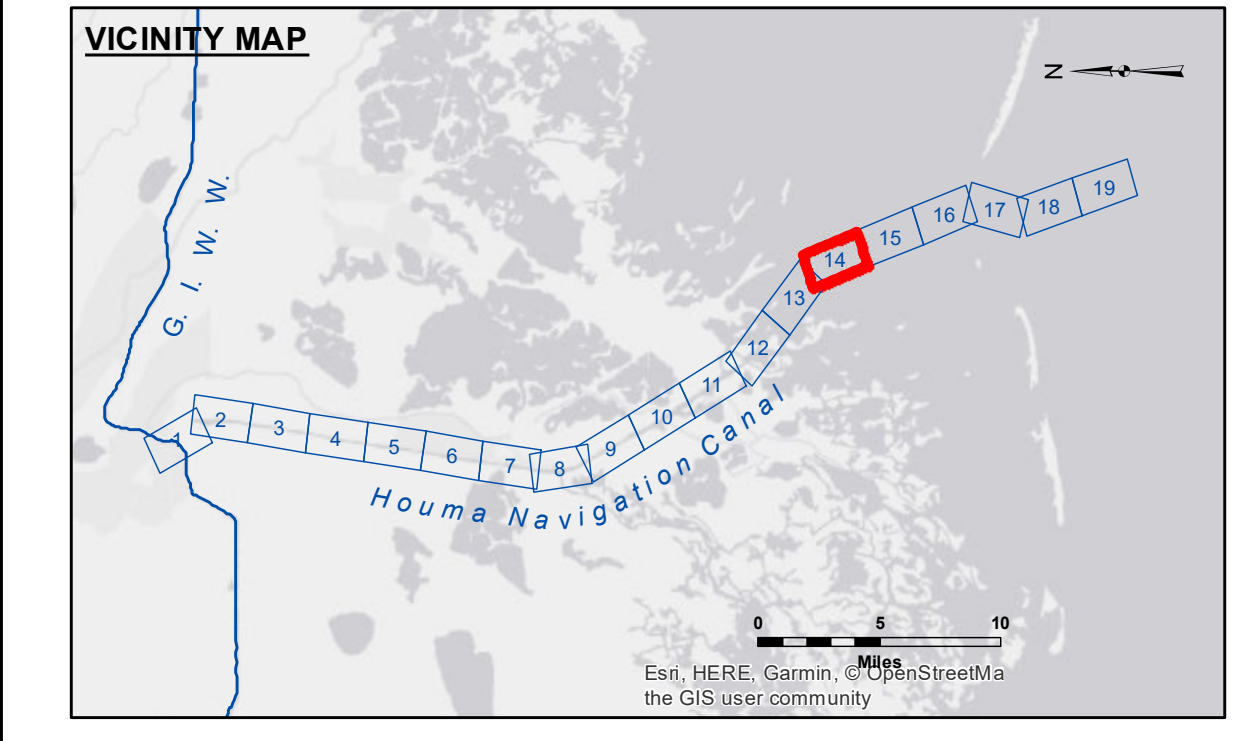 VICINITY MAP
N
G. I. W. W.
1
2
3
4
5
6
7
8
9
10
11
12
13
14
15
16
17
18
19
Houma Navigation Canal
0 5 10
Miles
Esri, HERE, Garmin, © OpenStreetMa
the GIS user community